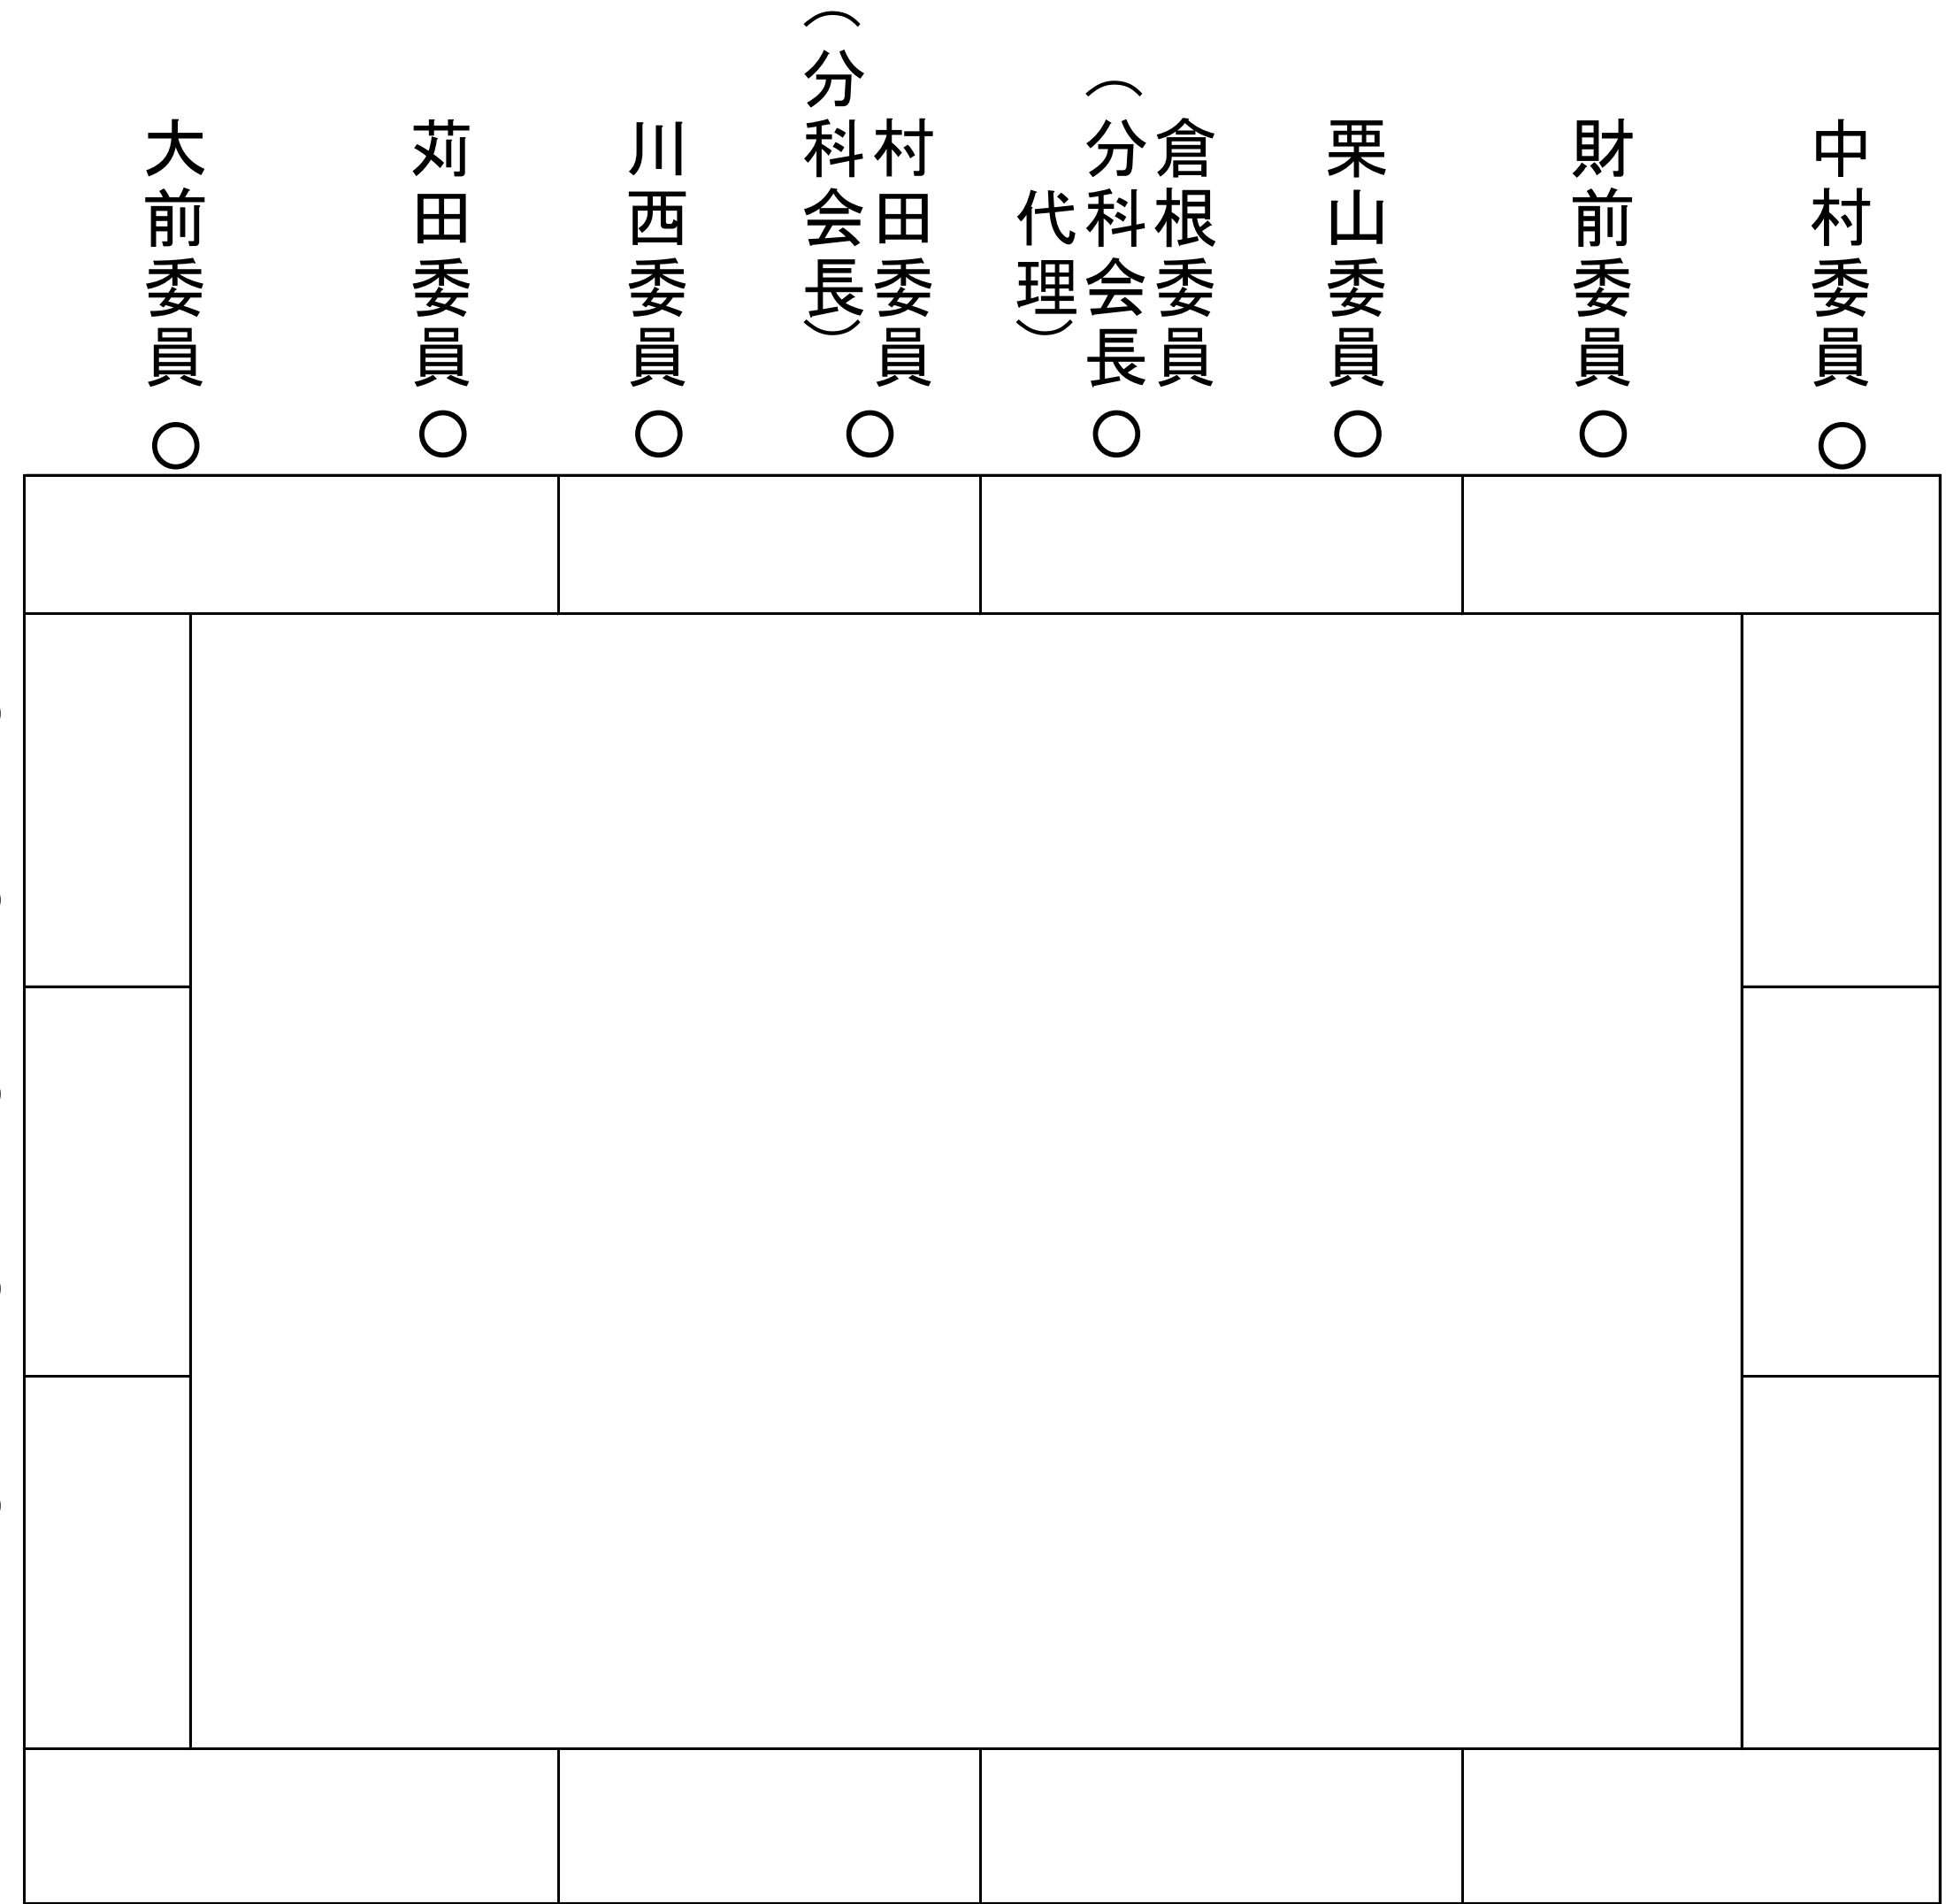 中村委員○
財前委員○
栗山委員○
倉根委員
（分科会長
代理）
○
村田委員
（分科会長）
○
川西委員○
苅田委員○
大前委員○